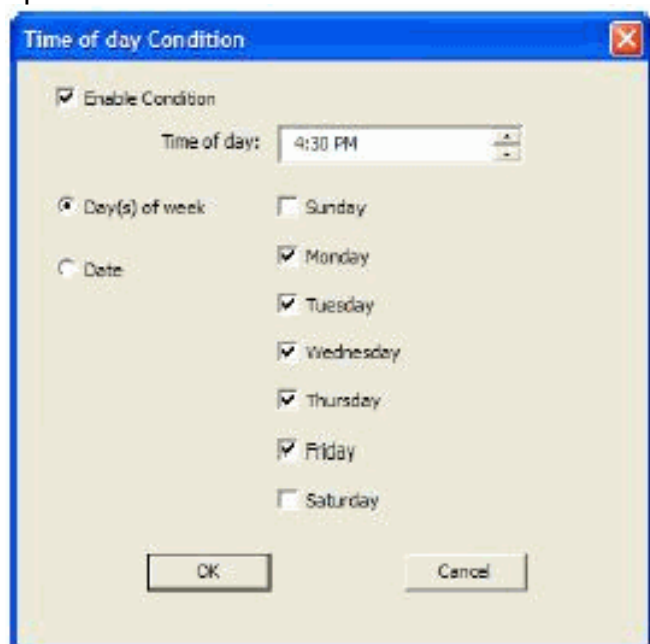 Time of day Condition
Enable Condition
Time of day: 4:30 PM
Day(s) of week
Sunday
Monday
Date
Tuesday
Wednesday
Thursday
Friday
Saturday
OK Cancel